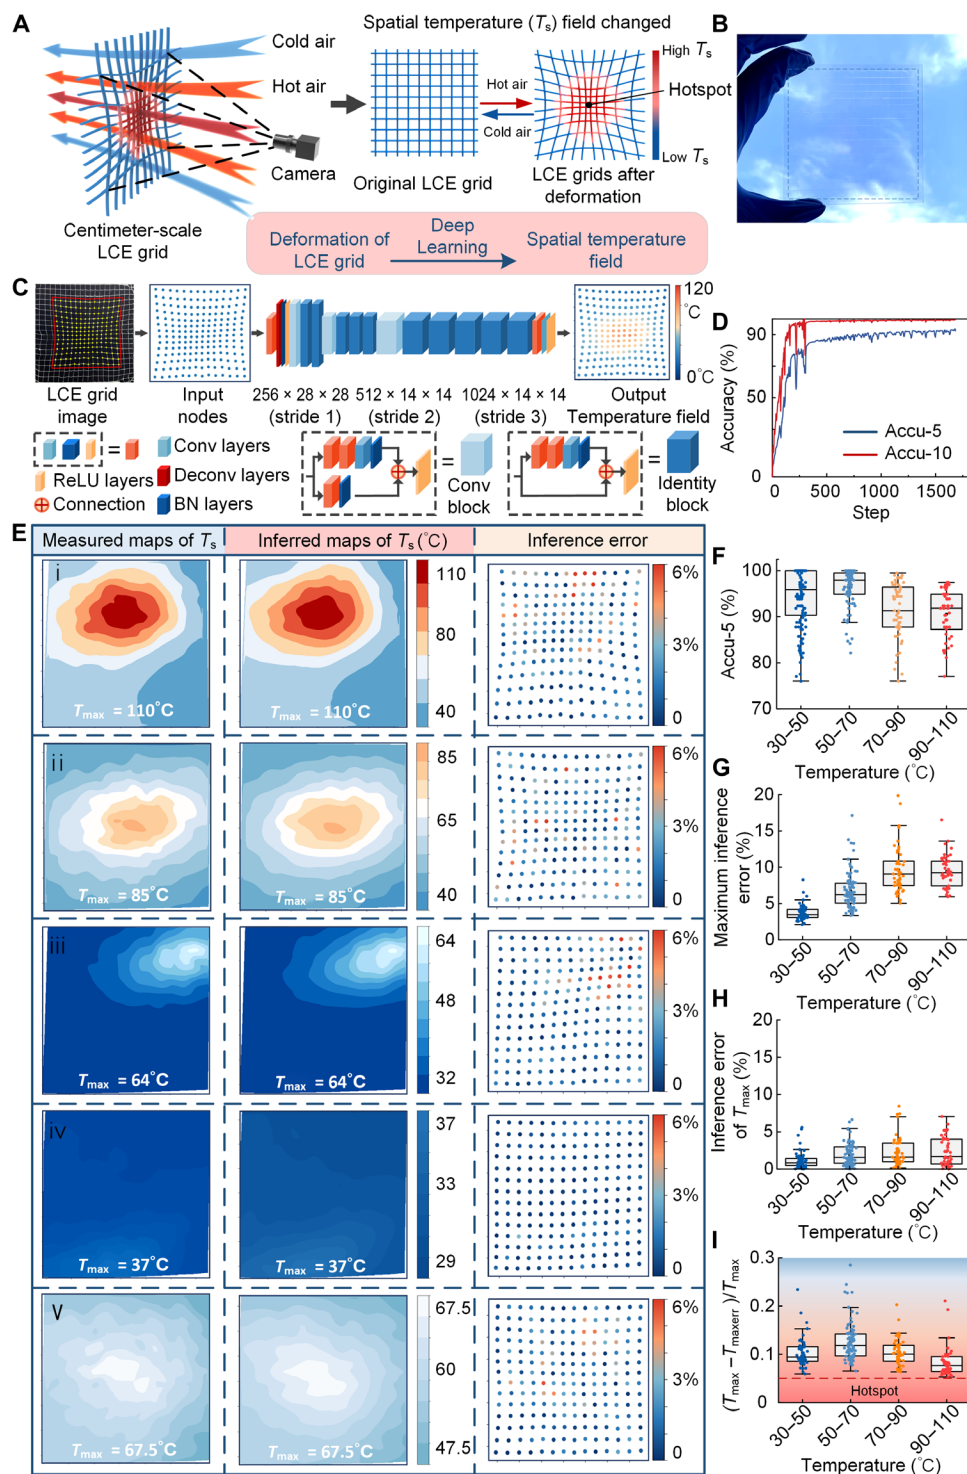 A
Cold air
Hot air
Camera
Centimeter-scale
LCE grid
Spatial temperature (Ts) field changed
Hot air
Cold air
Original LCE grid
High Ts
Hotspot
Low Ts
LCE grids after
deformation
Deformation of
LCE grid
Deep
Learning
Spatial temperature
field
B
C
LCE grid
image
Input
nodes
256 × 28 × 28
(stride 1)
512 × 14 × 14
(stride 2)
1024 × 14 × 14
(stride 3)
120
°C
0°C
Output
Temperature field
Conv layers
ReLU layers
Deconv layers
Connection
BN layers
Conv
block
Identity
block
D
Accuracy (%)
90
0
0
500
1000
1500
Step
Accu-5
Accu-10
E
Measured maps of Ts
Inferred maps of Ts (°C)
Inference error
i
Tmax = 110°C
Tmax = 110°C
110
80
40
6%
3%
0
ii
Tmax = 85°C
Tmax = 85°C
85
65
40
6%
3%
0
iii
Tmax = 64°C
Tmax = 64°C
64
48
32
6%
3%
0
iv
Tmax = 37°C
Tmax = 37°C
37
33
29
6%
3%
0
V
Tmax = 67.5°C
Tmax = 67.5°C
67.5
60
47.5
6%
3%
0
F
Accu-5 (%)
100
90
80
70
30–50
50–70
70–90
90–110
Temperature (°C)
G
Maximum inference
error (%)
20
15
10
5
0
30–50
50–70
70–90
90–110
Temperature (°C)
H
Inference error
of Tmax (%)
20
15
10
5
0
30–50
50–70
70–90
90–110
Temperature (°C)
I
(Tmax – Tmaxerr)/Tmax
0.3
0.2
0.1
0
Hotspot
30–50
50–70
70–90
90–110
Temperature (°C)